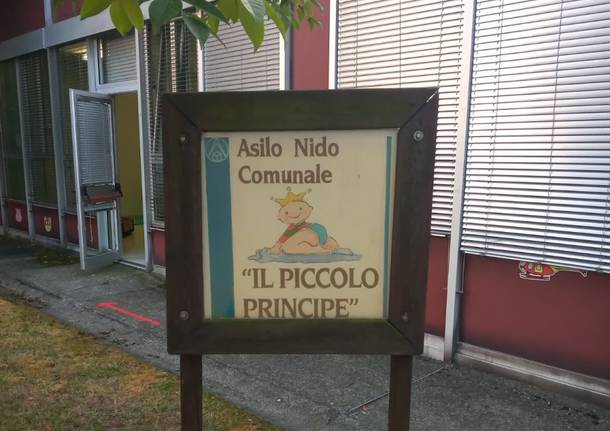 Asilo Nido
Comunale
"IL PICCOLO
PRINCIPE"